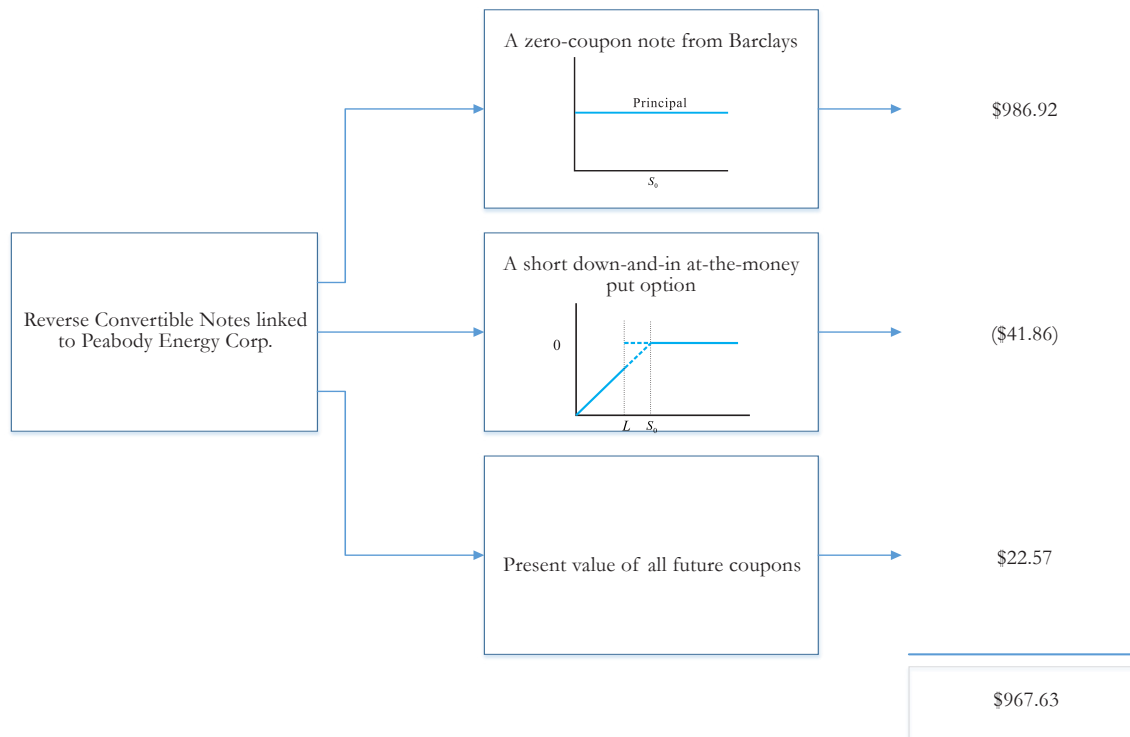 A zero-coupon note from Barclays
Principal
S₀
$986.92
Reverse Convertible Notes linked
to Peabody Energy Corp.
A short down-and-in at-the-money
put option
0
L S₀
($41.86)
Present value of all future coupons
$22.57
$967.63